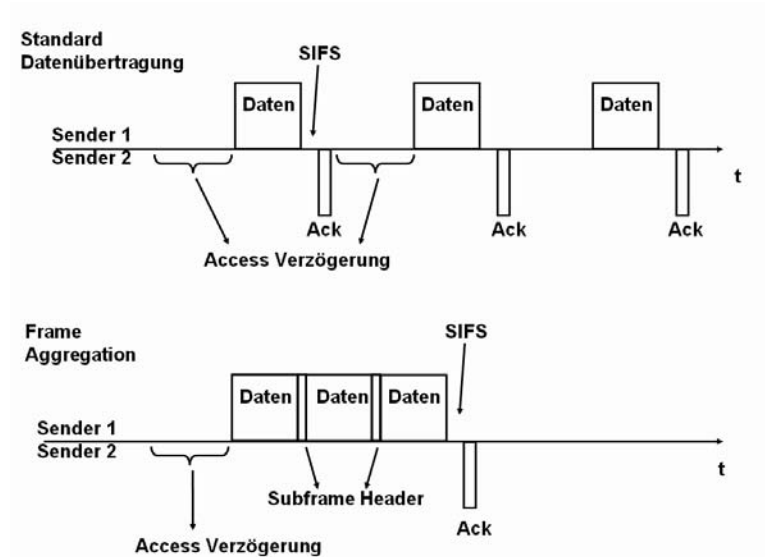 Standard
Datenübertragung
SIFS
Daten
Daten
Daten
Sender 1
Sender 2
t
Ack
Ack
Ack
Access Verzögerung
Frame
Aggregation
SIFS
Daten
Daten
Daten
Sender 1
Sender 2
t
Subframe Header
Ack
Access Verzögerung